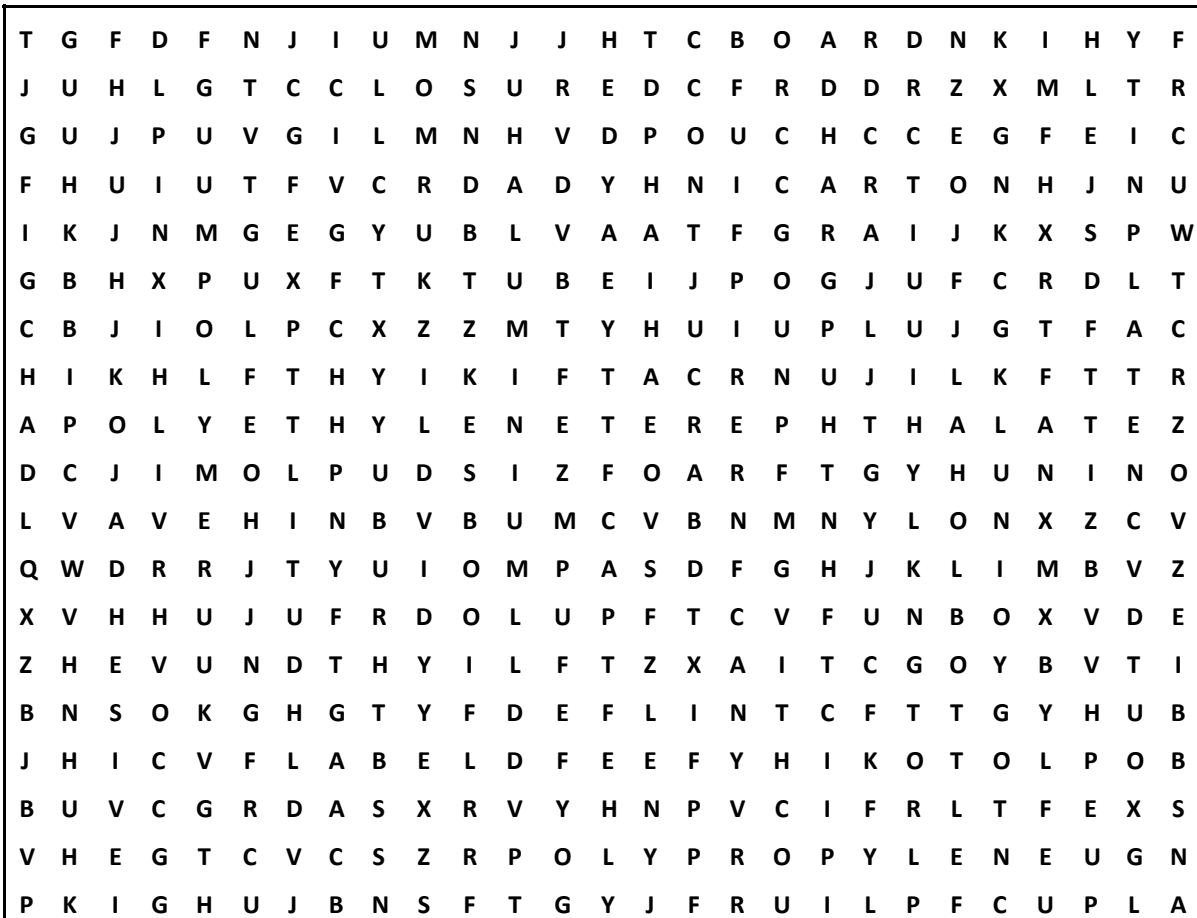 T G F D F N J I U M N J J H T C B O A R D N K I H Y F
J U H L G T C C L O S U R E D C F R D D R Z X M L T R
G U J P U V G I L M N H V D P O U C H C C E G F E I C
F H U I U T F V C R D A D Y H N I C A R T O N H J N U
I K J N M G E G Y U B L V A A T F G R A I J K X S P W
G B H X P U X F T K T U B E I J P O G J U F C R D L T
C B J I O L P C X Z Z M T Y H U I U P L U J G T F A C
H I K H L F T H Y I K I F T A C R N U J I L K F T T R
A P O L Y E T H Y L E N E T E R E P H T H A L A T E Z
D C J I M O L P U D S I Z F O A R F T G Y H U N I N O
L V A V E H I N B V B U M C V B N M N Y L O N X Z C V
Q W D R R J T Y U I O M P A S D F G H J K L I M B V Z
X V H H U J U F R D O L U P F T C V F U N B O X V D E
Z H E V U N D T H Y I L F T Z X A I T C G O Y B V T I
B N S O K G H G T Y F D E F L I N T C F T T G Y H U B
J H I C V F L A B E L D F E E F Y H I K O T O L P O B
B U V C G R D A S X R V Y H N P V C I F R L T F E X S
V H E G T C V C S Z R P O L Y P R O P Y L E N E U G N
P K I G H U J B N S F T G Y J F R U I L P F C U P L A